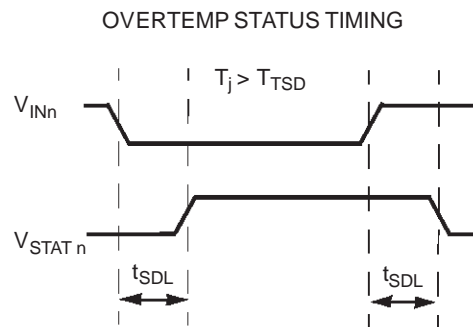 OVERTEMP STATUS TIMING
Tj > TTSD
VINn
VSTAT n
tSDL
tSDL